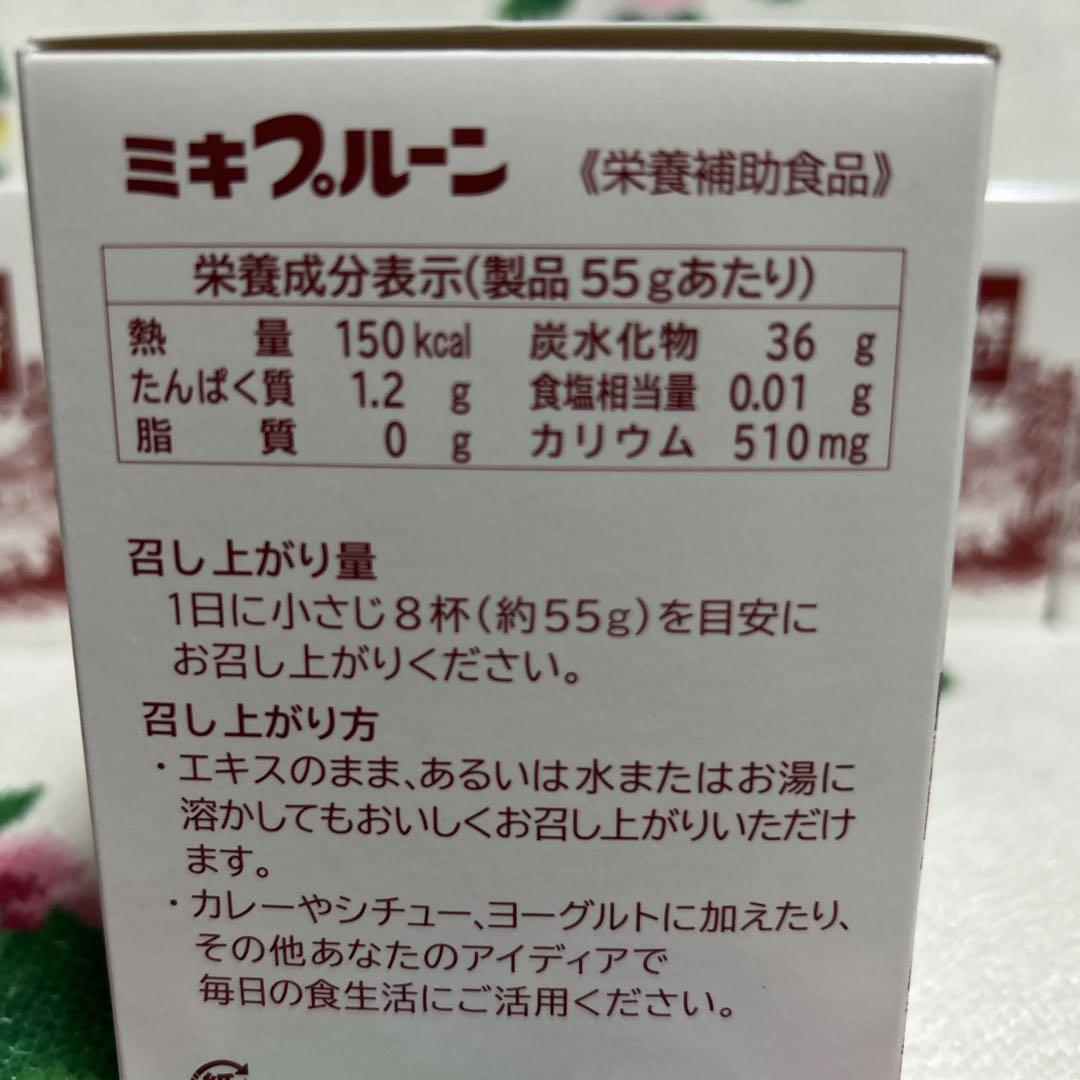 ミキプルーン 《栄養補助食品》
栄養成分表示(製品55gあたり)
熱量 150kcal 炭水化物 36 g
たんぱく質 1.2 g 食塩相当量 0.01 g
脂質 0 g カリウム 510mg
召し上がり量
1日に小さじ8杯(約55g)を目安に
お召し上がりください。
召し上がり方
・エキスのまま、あるいは水またはお湯に
溶かしてもおいしくお召し上がりいただけ
ます。
・カレーやシチュー、ヨーグルトに加えたり、
その他あなたのアイディアで
毎日の食生活にご活用ください。